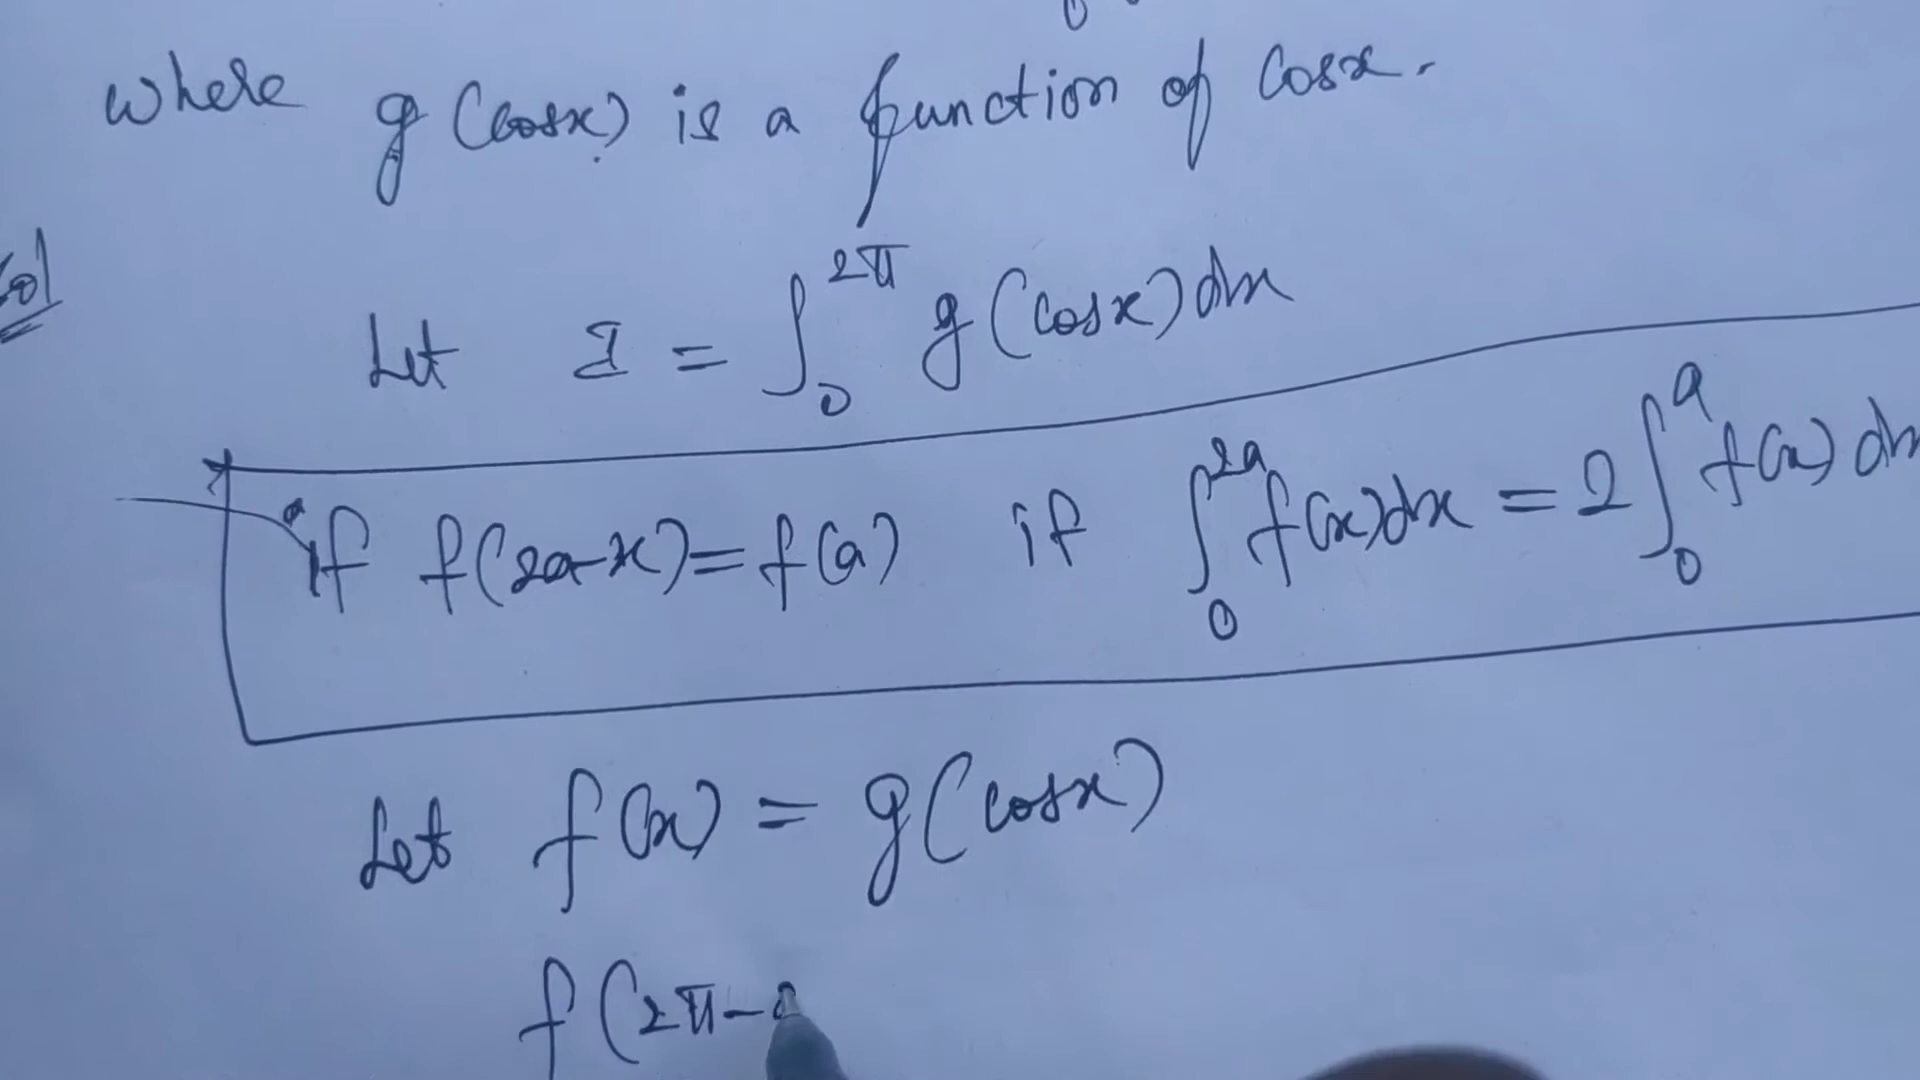 where g(cosx) is a function of cosx.
Sol
Let I = ∫₀^2π g(cosx)dx
if f(2a-x)=f(a) if ∫₀^2a f(x)dx = 2∫₀^a f(x) dx
Let f(x) = g(cosx)
f(2π-